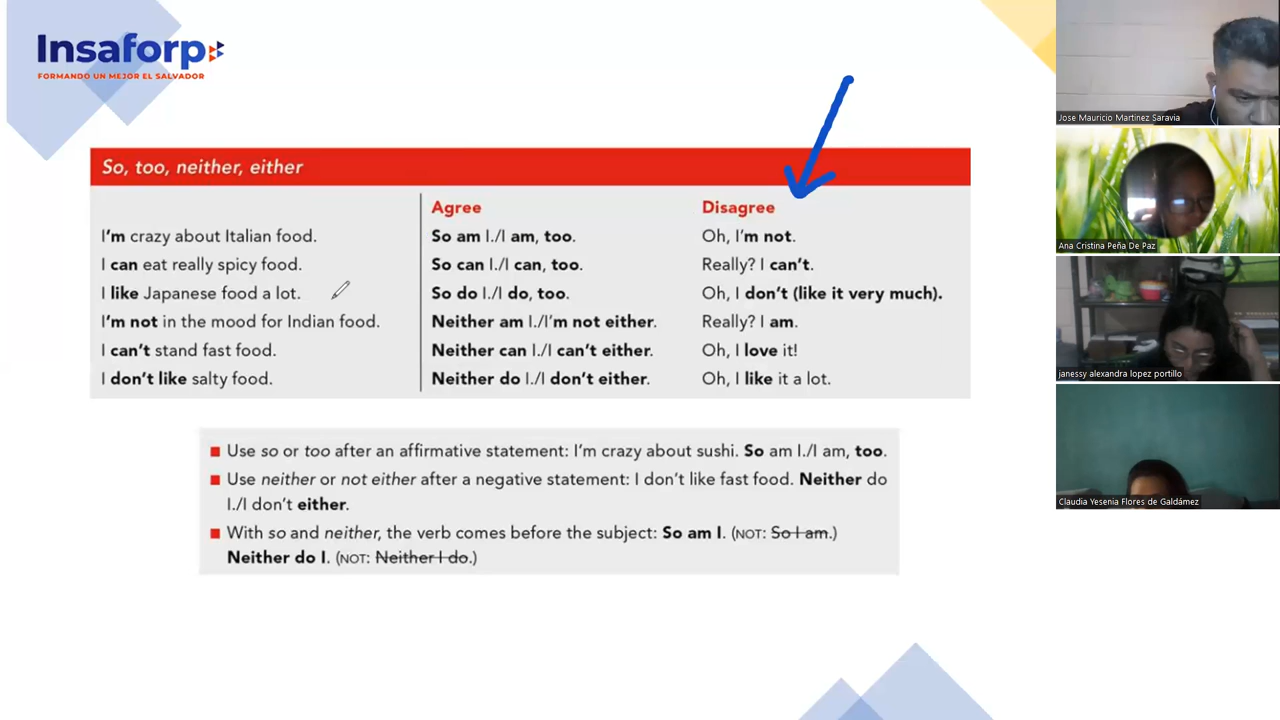 Insaforp
FORMANDO UN MEJOR EL SALVADOR
So, too, neither, either
Agree Disagree
I'm crazy about Italian food. So am I./I am, too. Oh, I'm not.
I can eat really spicy food. So can I./I can, too. Really? I can't.
I like Japanese food a lot. So do I./I do, too. Oh, I don't (like it very much).
I'm not in the mood for Indian food. Neither am I./I'm not either. Really? I am.
I can't stand fast food. Neither can I./I can't either. Oh, I love it!
I don't like salty food. Neither do I./I don't either. Oh, I like it a lot.
Use so or too after an affirmative statement: I'm crazy about sushi. So am I./I am, too.
Use neither or not either after a negative statement: I don't like fast food. Neither do
I./I don't either.
With so and neither, the verb comes before the subject: So am I. (NOT: So I am.)
Neither do I. (NOT: Neither I do.)
Jose Mauricio Martinez Saravia
Ana Cristina Peña De Paz
janessy alexandra lopez portillo
Claudia Yesenia Flores de Galdámez